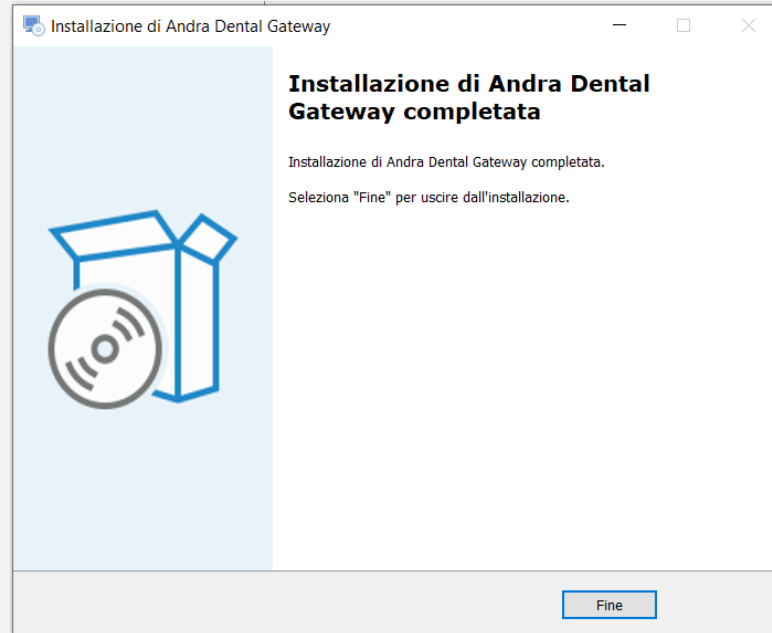 Installazione di Andra Dental Gateway
Installazione di Andra Dental
Gateway completata
Installazione di Andra Dental Gateway completata.
Seleziona "Fine" per uscire dall'installazione.
Fine